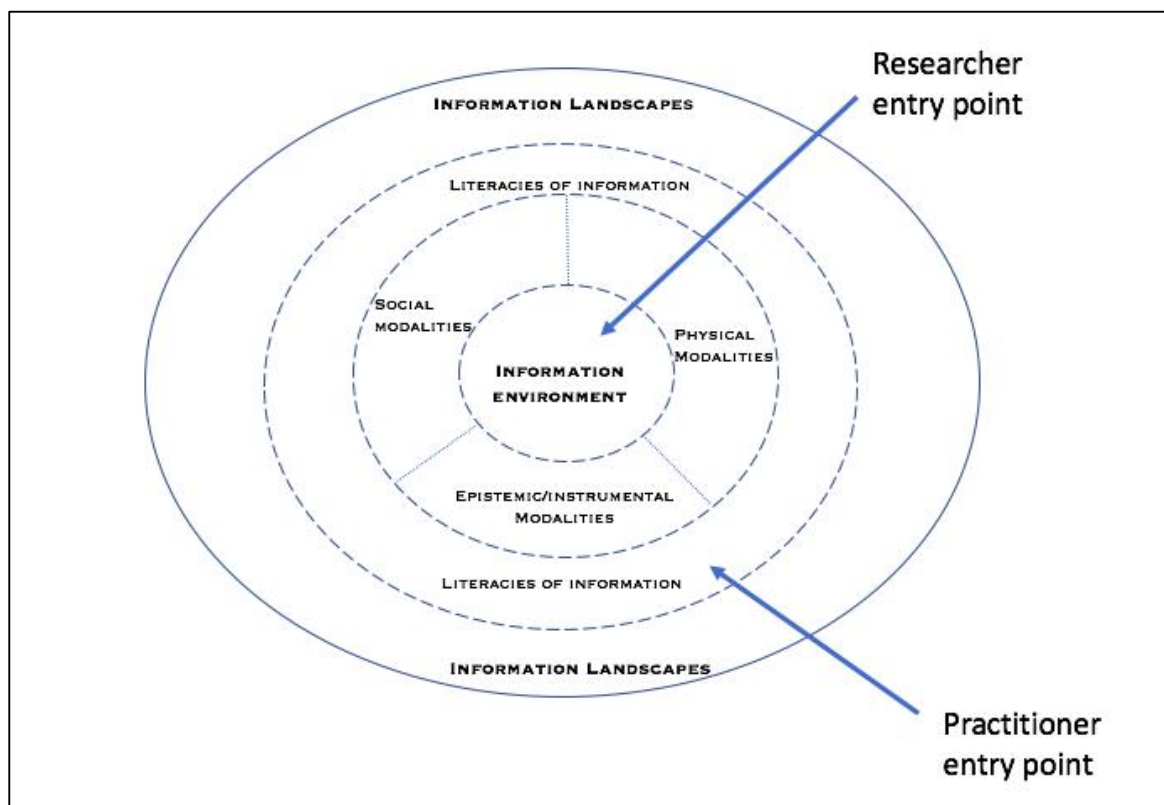 Researcher
entry point
INFORMATION LANDSCAPES
LITERACIES OF INFORMATION
SOCIAL
MODALITIES
PHYSICAL
MODALITIES
INFORMATION
ENVIRONMENT
EPISTEMIC/INSTRUMENTAL
MODALITIES
LITERACIES OF INFORMATION
INFORMATION LANDSCAPES
Practitioner
entry point